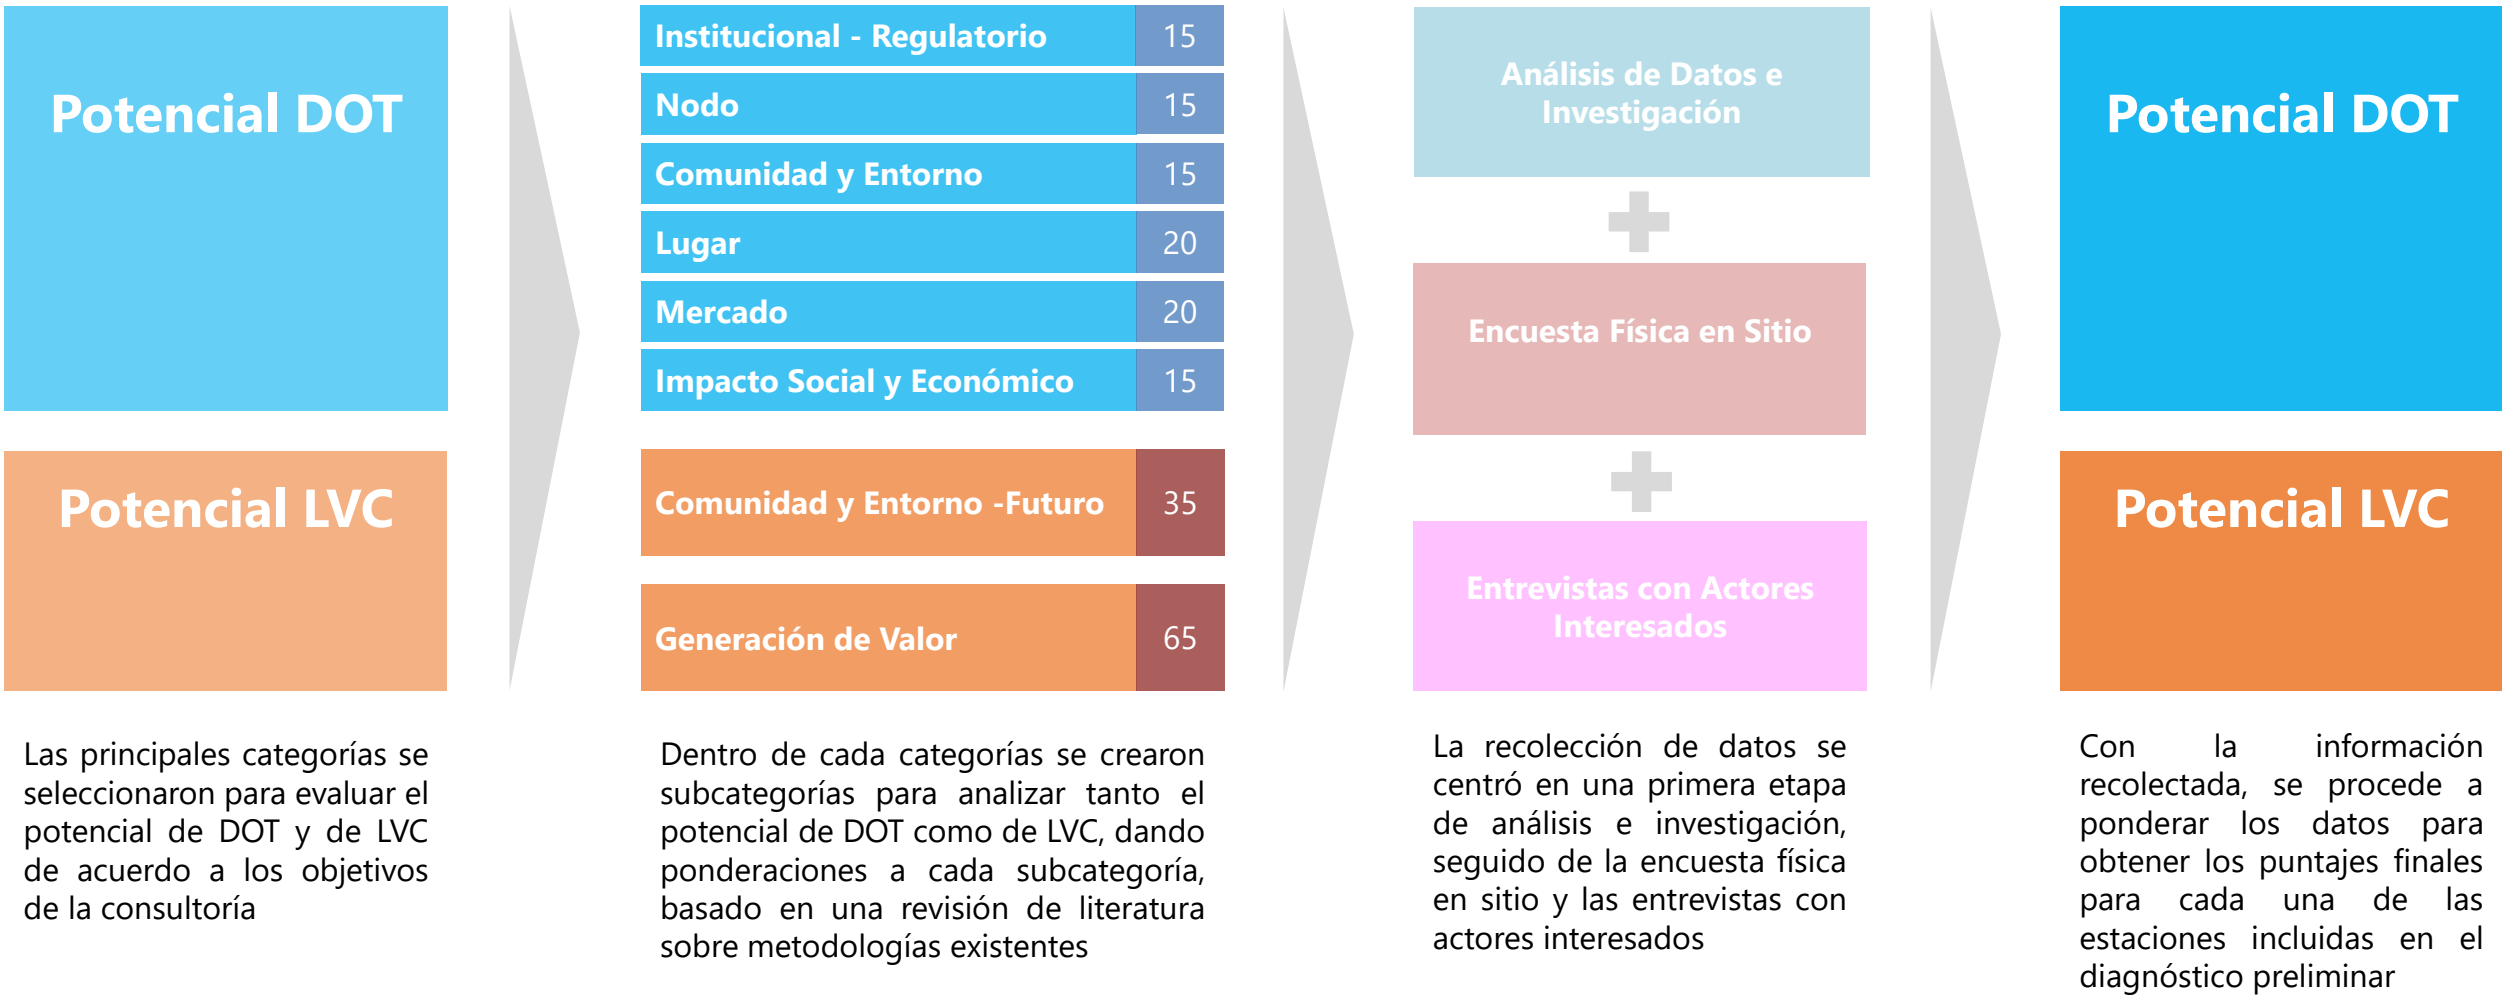 Potencial DOT
Potencial LVC
Las principales categorías se
seleccionaron para evaluar el
potencial de DOT y de LVC
de acuerdo a los objetivos
de la consultoría
Institucional - Regulatorio 15
Nodo 15
Comunidad y Entorno 15
Lugar 20
Mercado 20
Impacto Social y Económico 15
Comunidad y Entorno -Futuro 35
Generación de Valor 65
Dentro de cada categorías se crearon
subcategorías para analizar tanto el
potencial de DOT como de LVC, dando
ponderaciones a cada subcategoría,
basado en una revisión de literatura
sobre metodologías existentes
Análisis de Datos e
Investigación
Encuesta Física en Sitio
Entrevistas con Actores
Interesados
La recolección de datos se
centró en una primera etapa
de análisis e investigación,
seguido de la encuesta física
en sitio y las entrevistas con
actores interesados
Potencial DOT
Potencial LVC
Con la información
recolectada, se procede a
ponderar los datos para
obtener los puntajes finales
para cada una de las
estaciones incluidas en el
diagnóstico preliminar